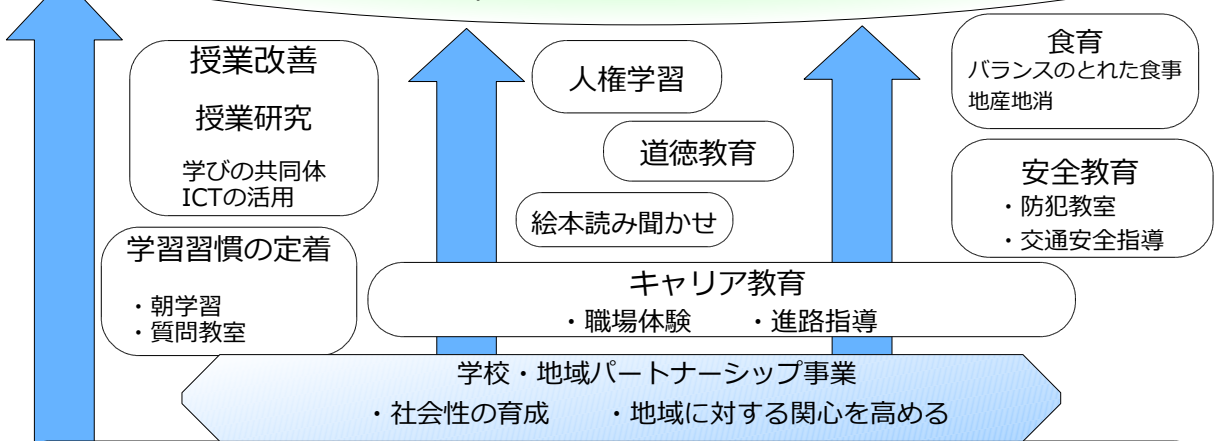 授業改善
授業研究
学びの共同体
ICTの活用
学習習慣の定着
・朝学習
・質問教室
人権学習
道徳教育
絵本読み聞かせ
食育
バランスのとれた食事
地産地消
安全教育
・防犯教室
・交通安全指導
キャリア教育
・職場体験　　・進路指導
学校・地域パートナーシップ事業
・社会性の育成　　・地域に対する関心を高める